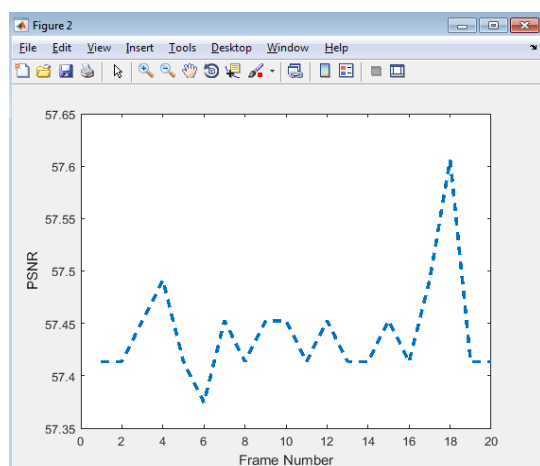 Figure 2
File Edit View Insert Tools Desktop Window Help
57.65
57.6
57.55
57.5
57.45
57.4
57.35
PSNR
0 2 4 6 8 10 12 14 16 18 20
Frame Number